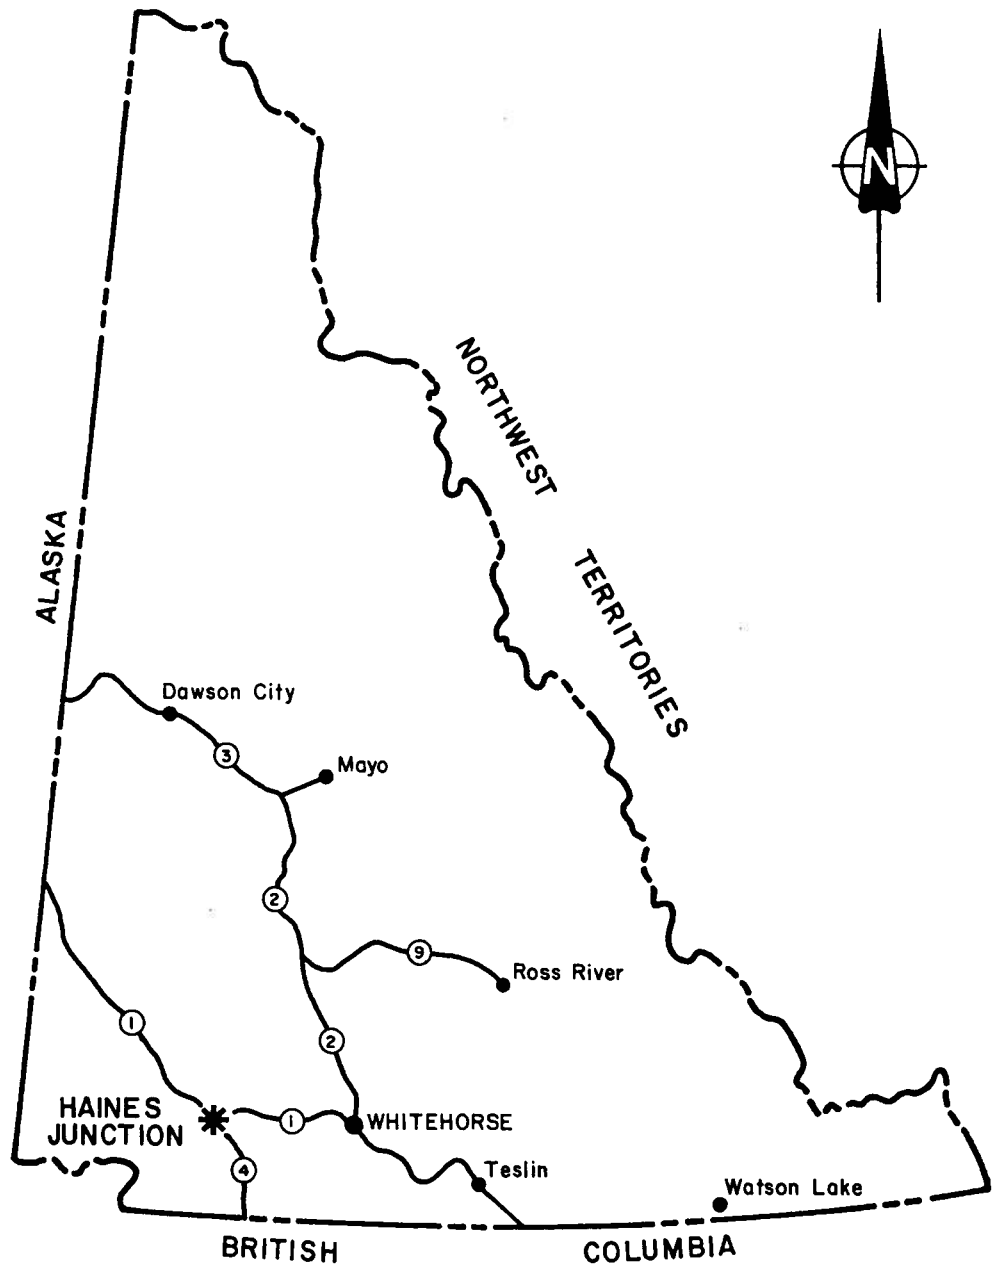 N
NORTHWEST
TERRITORIES
ALASKA
Dawson City
3
Mayo
2
9
Ross River
1
2
HAINES
JUNCTION
1
WHITEHORSE
4
Teslin
Watson Lake
BRITISH
COLUMBIA